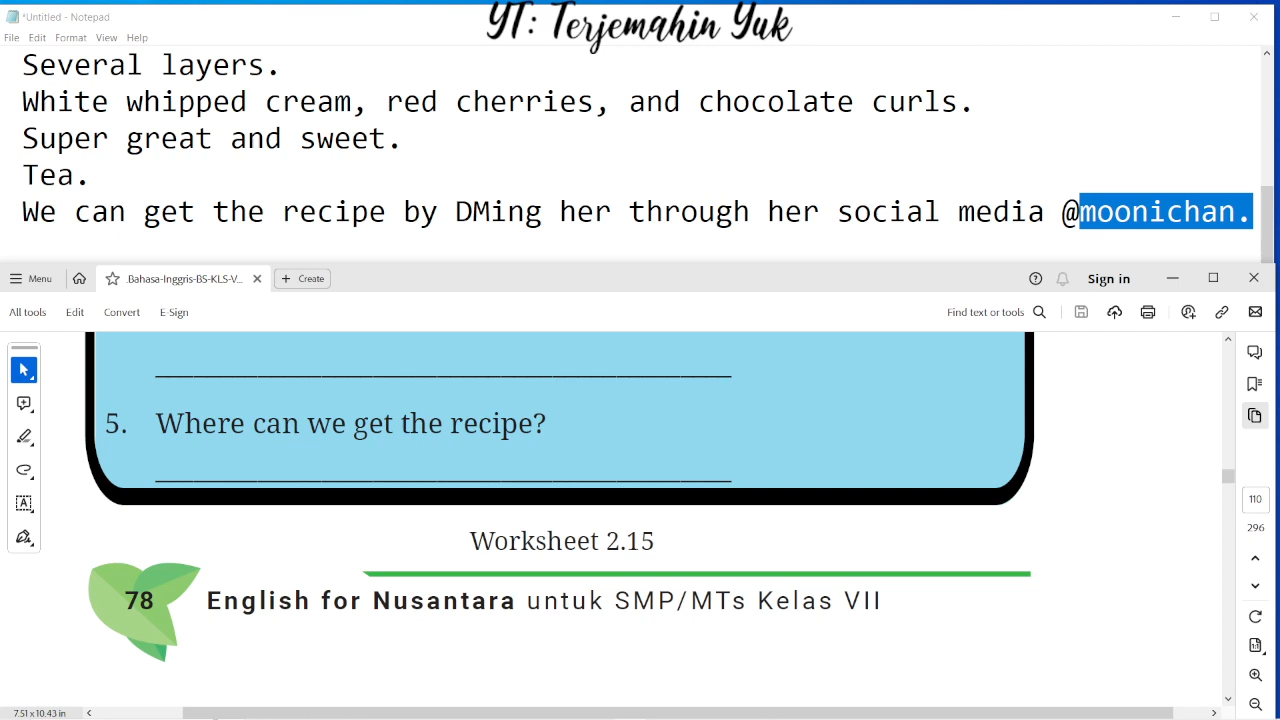 *Untitled - Notepad
YT: Terjemahin Yuk
File Edit Format View Help
Several layers.
White whipped cream, red cherries, and chocolate curls.
Super great and sweet.
Tea.
We can get the recipe by DMing her through her social media @moonichan.
Menu
.Bahasa-Inggris-BS-KLS-V...
Create
Sign in
All tools Edit Convert E-Sign
Find text or tools
5. Where can we get the recipe?
Worksheet 2.15
78 English for Nusantara untuk SMP/MTs Kelas VII
110
296
7.51 x 10.43 in